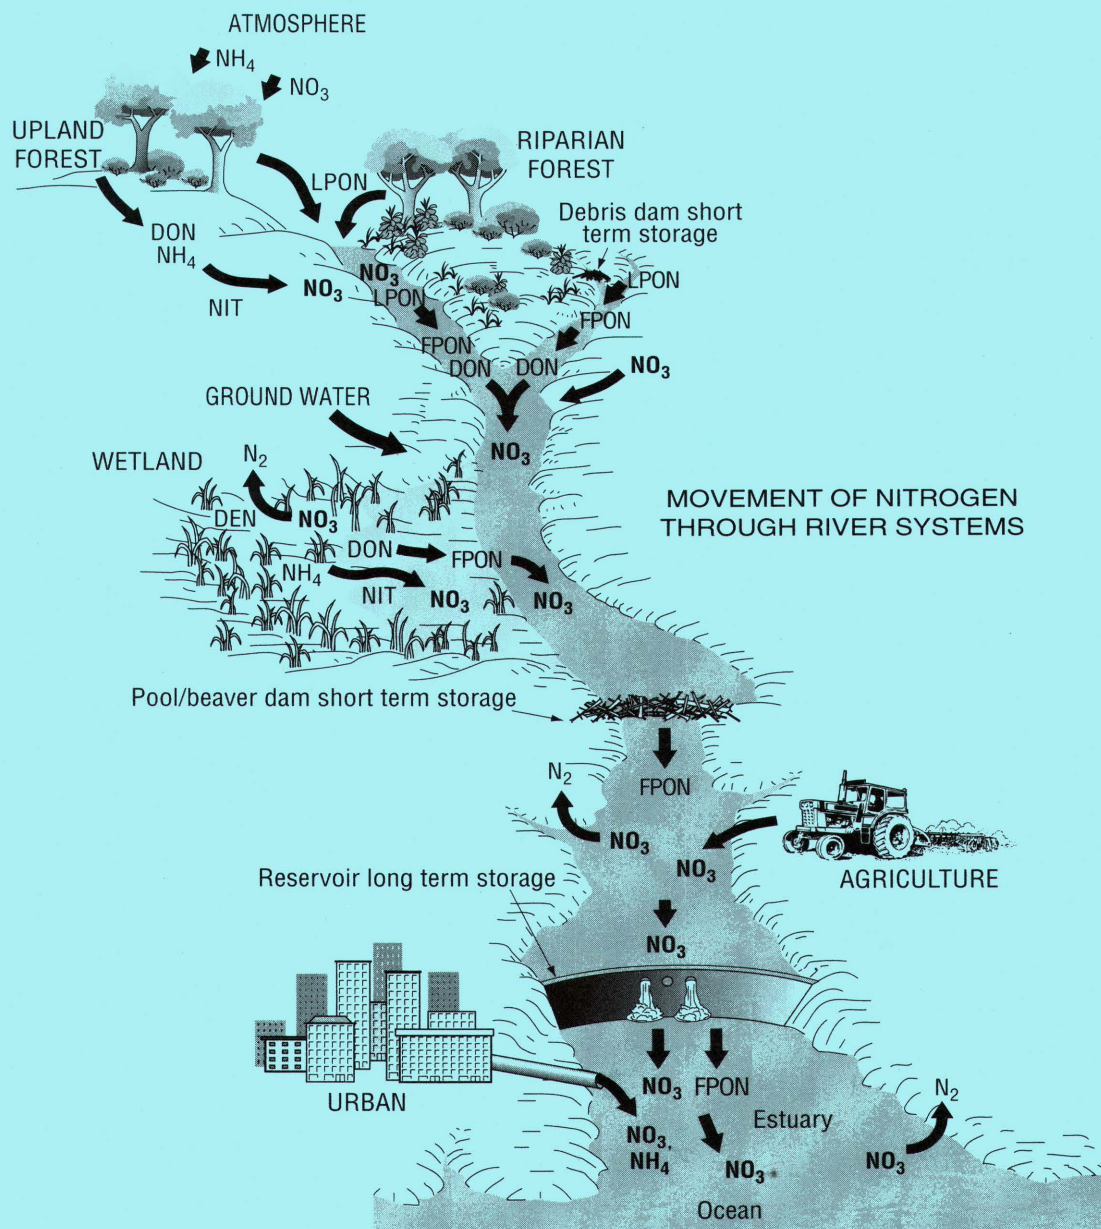 ATMOSPHERE
NH4
NO3
UPLAND
FOREST
RIPARIAN
FOREST
LPON
Debris dam short
term storage
DON
NH4
NIT
NO3
NO3
LPON
LPON
FPON
FPON
DON
DON
NO3
GROUND WATER
NO3
WETLAND
N2
DEN
NO3
MOVEMENT OF NITROGEN
THROUGH RIVER SYSTEMS
DON
FPON
NH4
NIT
NO3
NO3
Pool/beaver dam short term storage
FPON
N2
NO3
NO3
AGRICULTURE
Reservoir long term storage
NO3
URBAN
NO3
FPON
N2
Estuary
NO3,
NH4
NO3
NO3
Ocean